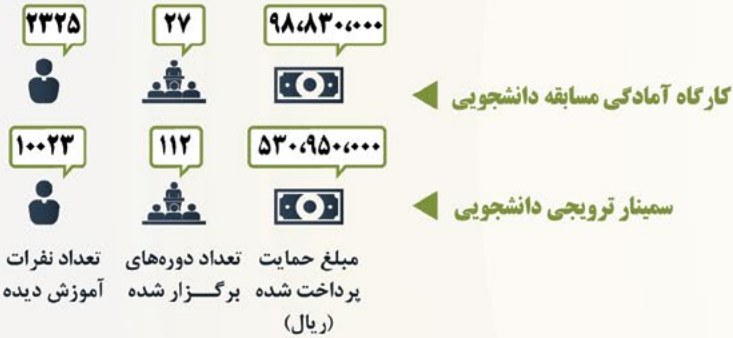 کارگاه آمادگی مسابقه دانشجویی
۹۸،۸۳۰،۰۰۰
۲۷
۲۳۲۵
سمینار ترویجی دانشجویی
۵۳۰،۹۵۰،۰۰۰
۱۱۲
۱۰۰۲۳
مبلغ حمایت
پرداخت شده
(ریال)
تعداد دوره‌های
برگـــزار شده
تعداد نفرات
آموزش دیده